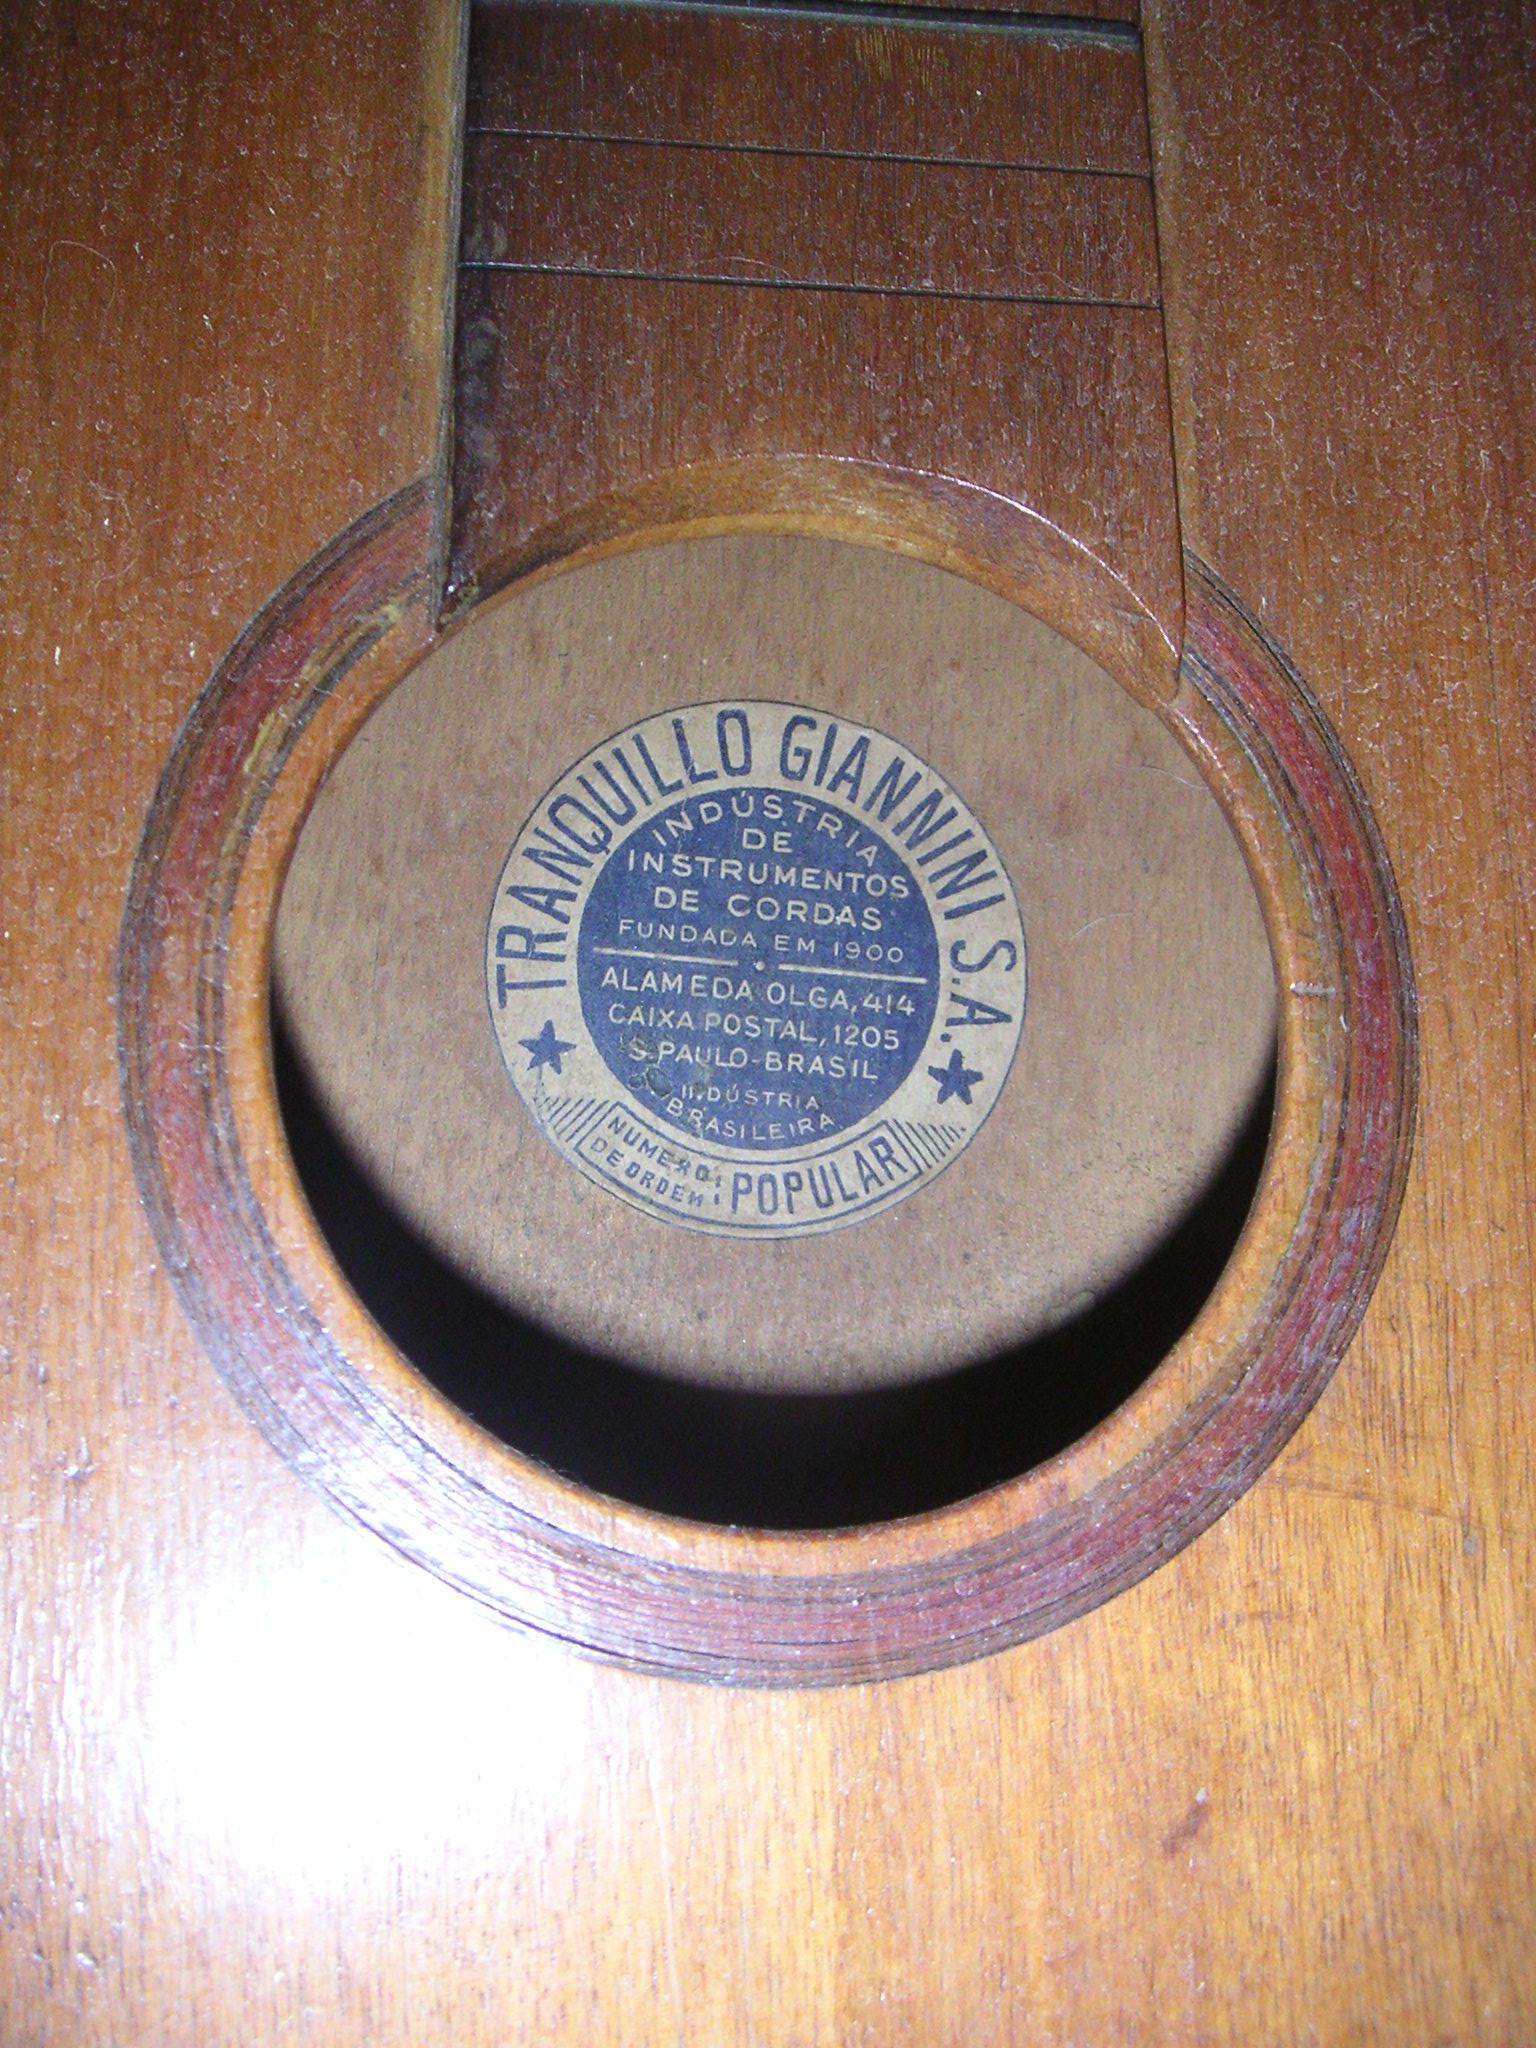 TRANQUILLO GIANNINI S.A.
INDÚSTRIA
DE
INSTRUMENTOS
DE CORDAS
FUNDADA EM 1900
ALAMEDA OLGA, 414
CAIXA POSTAL, 1205
S. PAULO-BRASIL
INDÚSTRIA
BRASILEIRA
NUMERO
DE ORDEM :
POPULAR